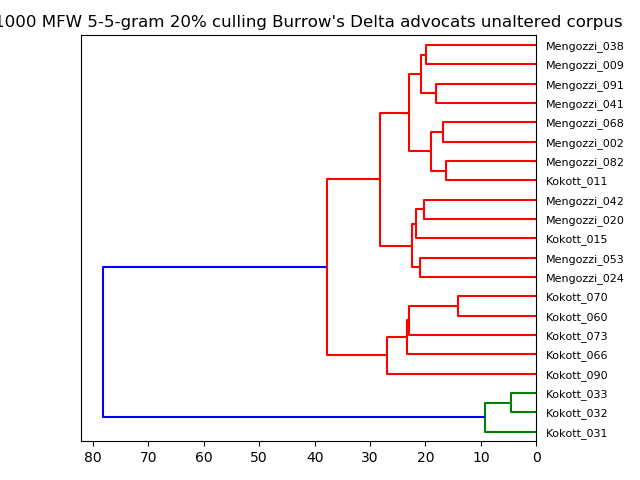 1000 MFW 5-5-gram 20% culling Burrow's Delta advocats unaltered corpus
Mengozzi_038
Mengozzi_009
Mengozzi_091
Mengozzi_041
Mengozzi_068
Mengozzi_002
Mengozzi_082
Kokott_011
Mengozzi_042
Mengozzi_020
Kokott_015
Mengozzi_053
Mengozzi_024
Kokott_070
Kokott_060
Kokott_073
Kokott_066
Kokott_090
Kokott_033
Kokott_032
Kokott_031
80 70 60 50 40 30 20 10 0